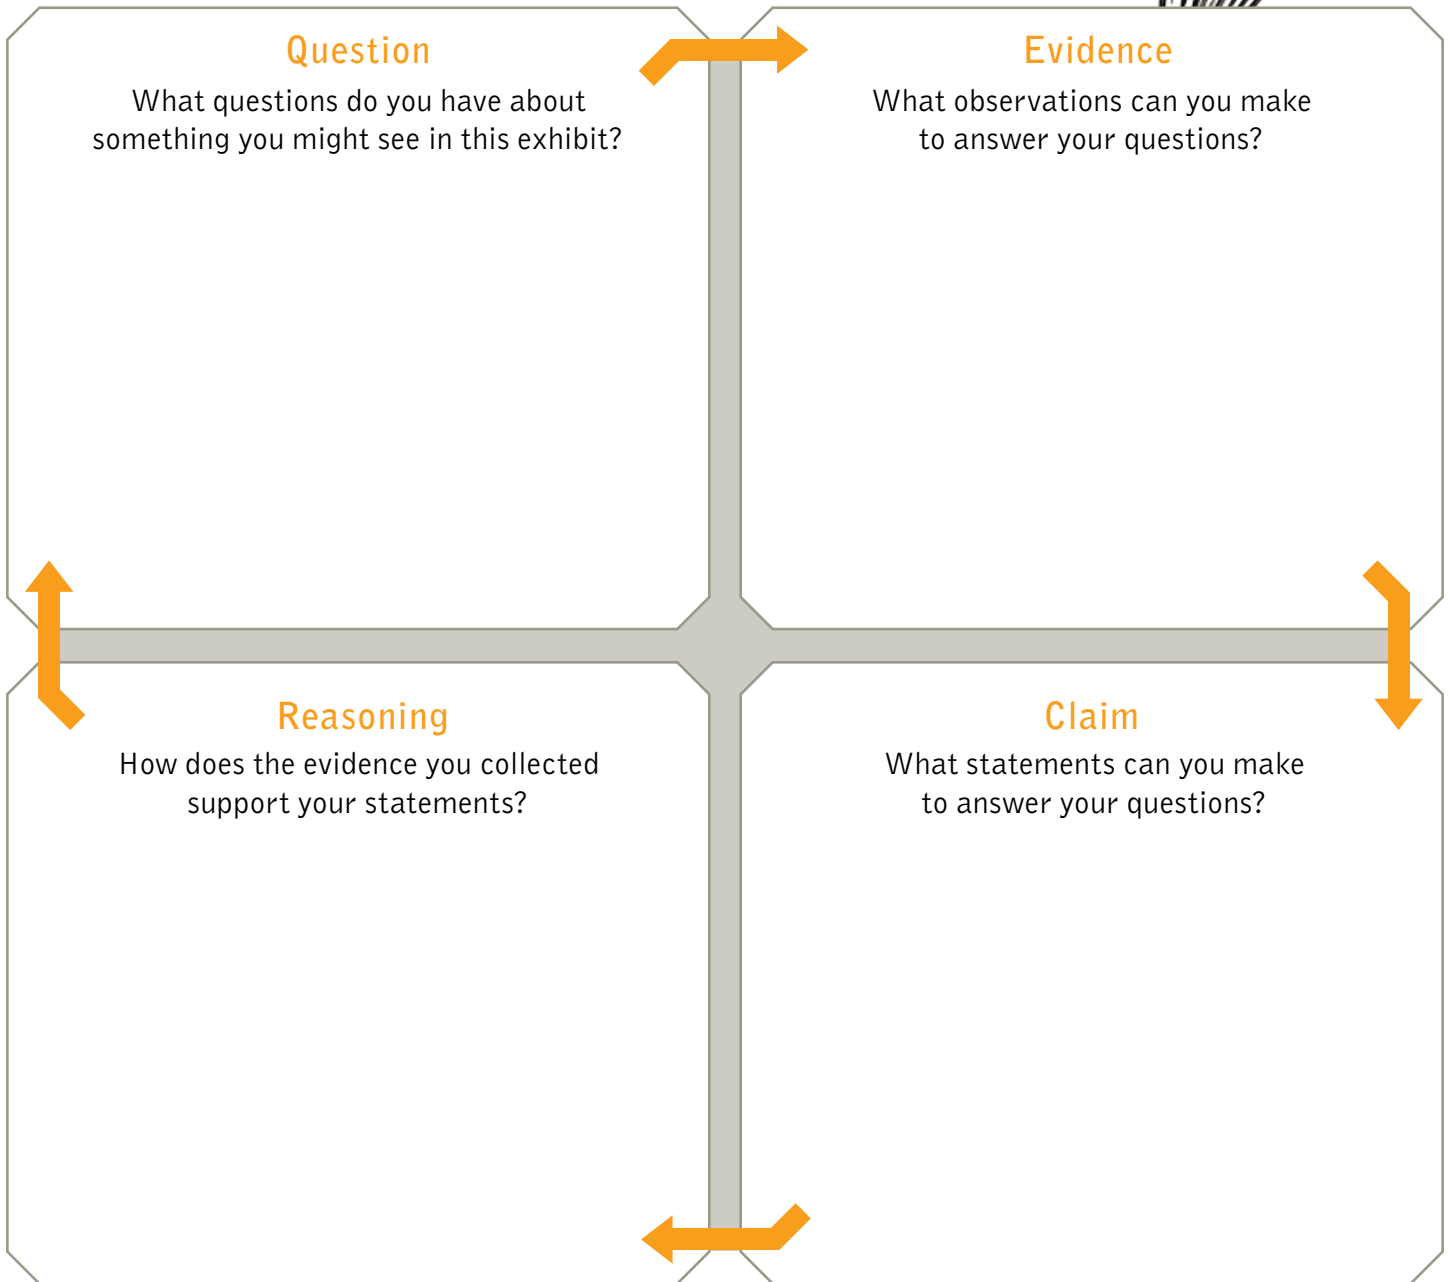 Question
What questions do you have about
something you might see in this exhibit?
Evidence
What observations can you make
to answer your questions?
Reasoning
How does the evidence you collected
support your statements?
Claim
What statements can you make
to answer your questions?